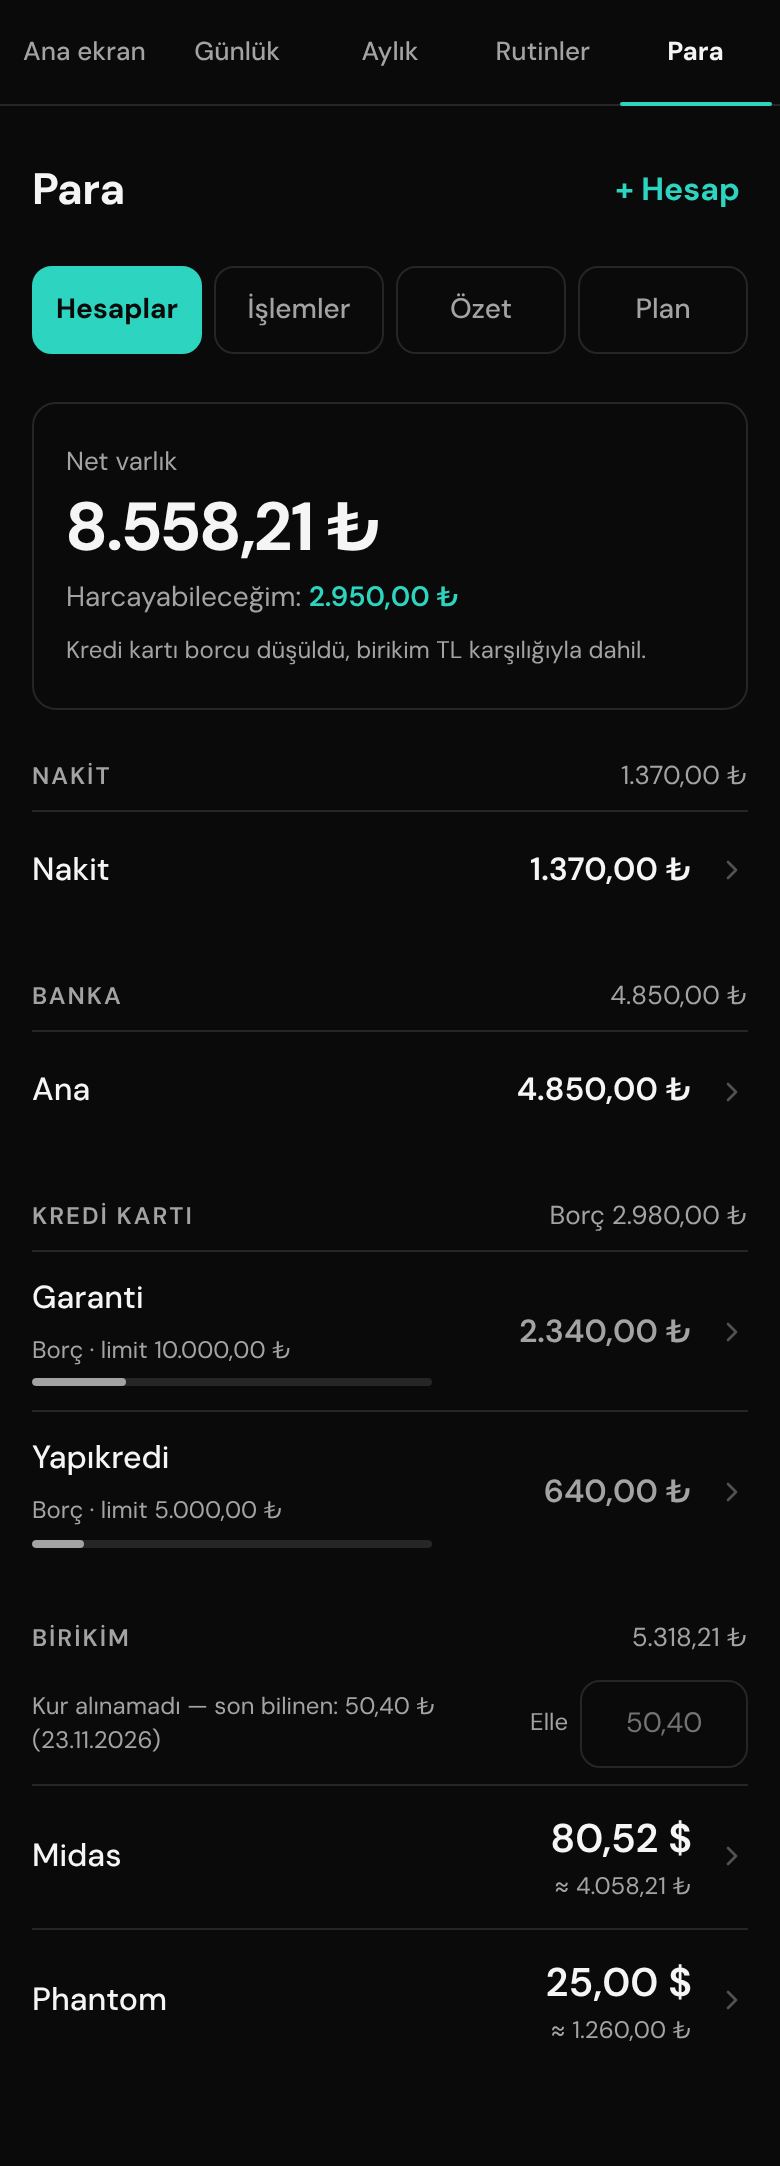 Ana ekran Günlük Aylık Rutinler Para
Para + Hesap
Hesaplar İşlemler Özet Plan
Net varlık
8.558,21 ₺
Harcayabileceğim: 2.950,00 ₺
Kredi kartı borcu düşüldü, birikim TL karşılığıyla dahil.
NAKİT 1.370,00 ₺
Nakit 1.370,00 ₺
BANKA 4.850,00 ₺
Ana 4.850,00 ₺
KREDİ KARTI Borç 2.980,00 ₺
Garanti
Borç · limit 10.000,00 ₺ 2.340,00 ₺
Yapıkredi
Borç · limit 5.000,00 ₺ 640,00 ₺
BİRİKİM 5.318,21 ₺
Kur alınamadı — son bilinen: 50,40 ₺
(23.11.2026) Elle 50,40
Midas 80,52 $
≈ 4.058,21 ₺
Phantom 25,00 $
≈ 1.260,00 ₺